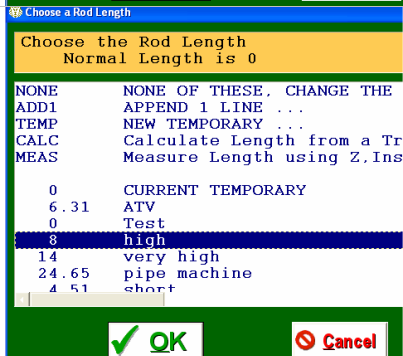 Choose a Rod Length
Choose the Rod Length
Normal Length is 0
NONE NONE OF THESE, CHANGE THE
ADD1 APPEND 1 LINE ...
TEMP NEW TEMPORARY ...
CALC Calculate Length from a Tr
MEAS Measure Length using Z,Ins
0 CURRENT TEMPORARY
6.31 ATV
0 Test
8 high
14 very high
24.65 pipe machine
4.51 short
OK Cancel